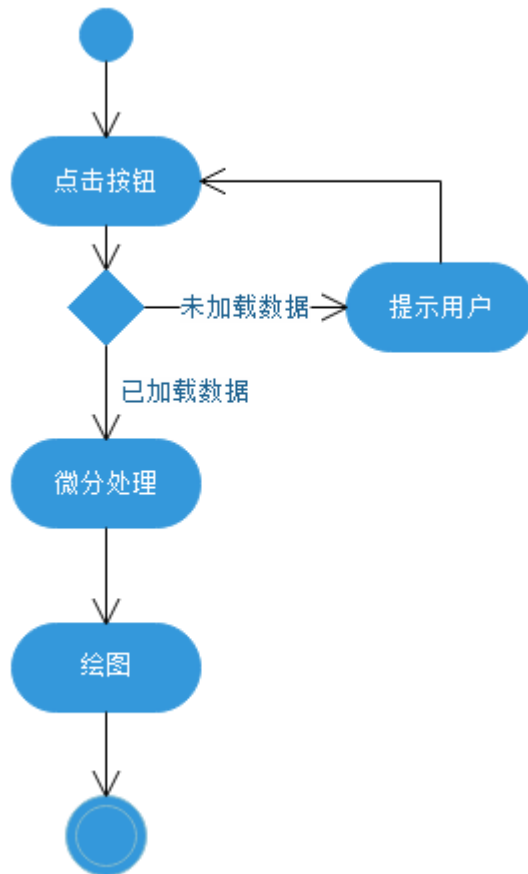 点击按钮
未加载数据
提示用户
已加载数据
微分处理
绘图